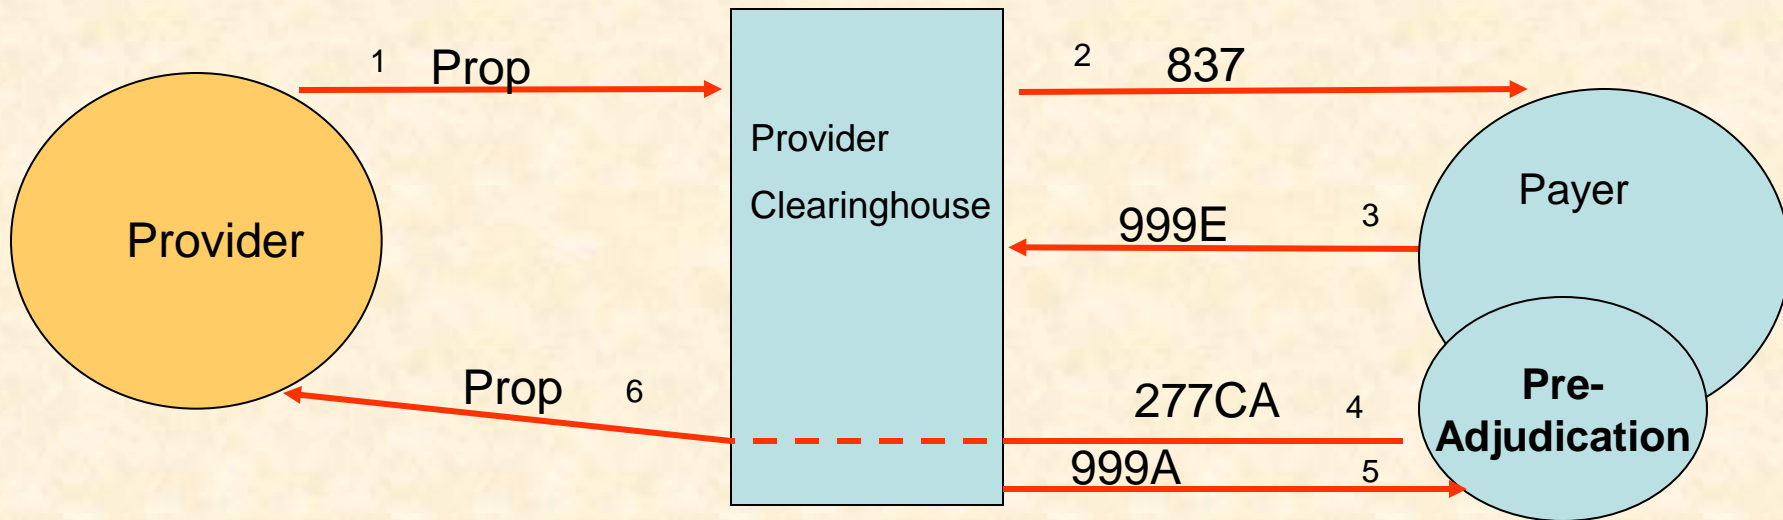 1 Prop
2 837
Provider
Clearinghouse
Payer
999E 3
Provider
Prop 6
277CA 4
Pre-
Adjudication
999A 5